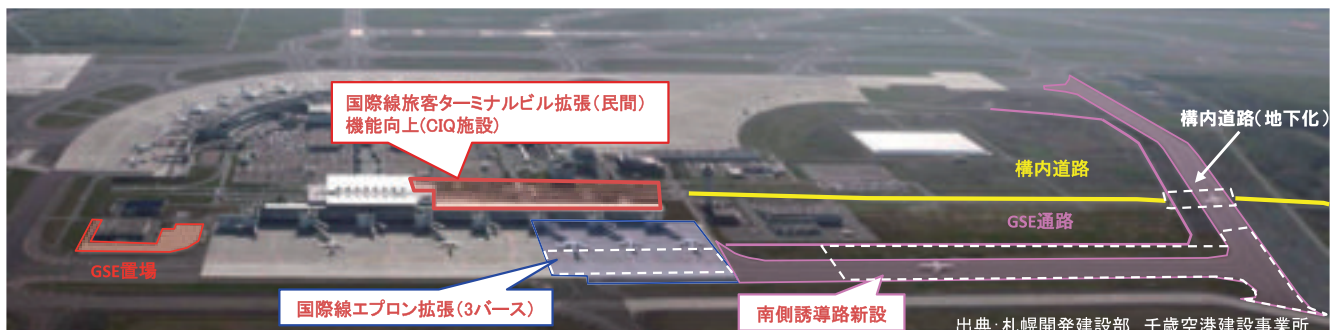 国際線旅客ターミナルビル拡張(民間)
機能向上(CIQ施設)
構内道路(地下化)
構内道路
GSE通路
GSE置場
国際線エプロン拡張(3バース)
南側誘導路新設
出典:札幌開発建設部 千歳空港建設事業所